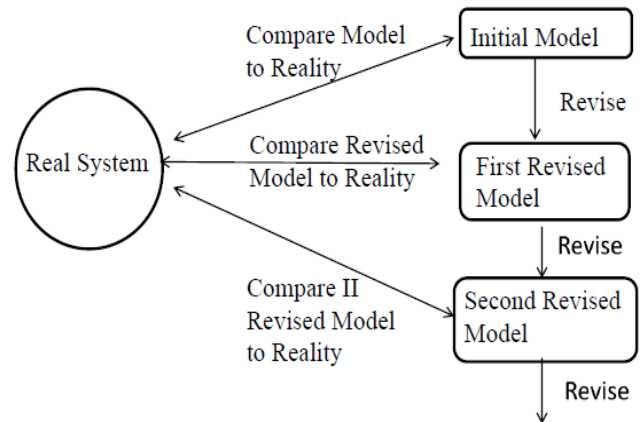 Compare Model
to Reality
Initial Model
Revise
Real System
Compare Revised
Model to Reality
First Revised
Model
Revise
Compare II
Revised Model
to Reality
Second Revised
Model
Revise